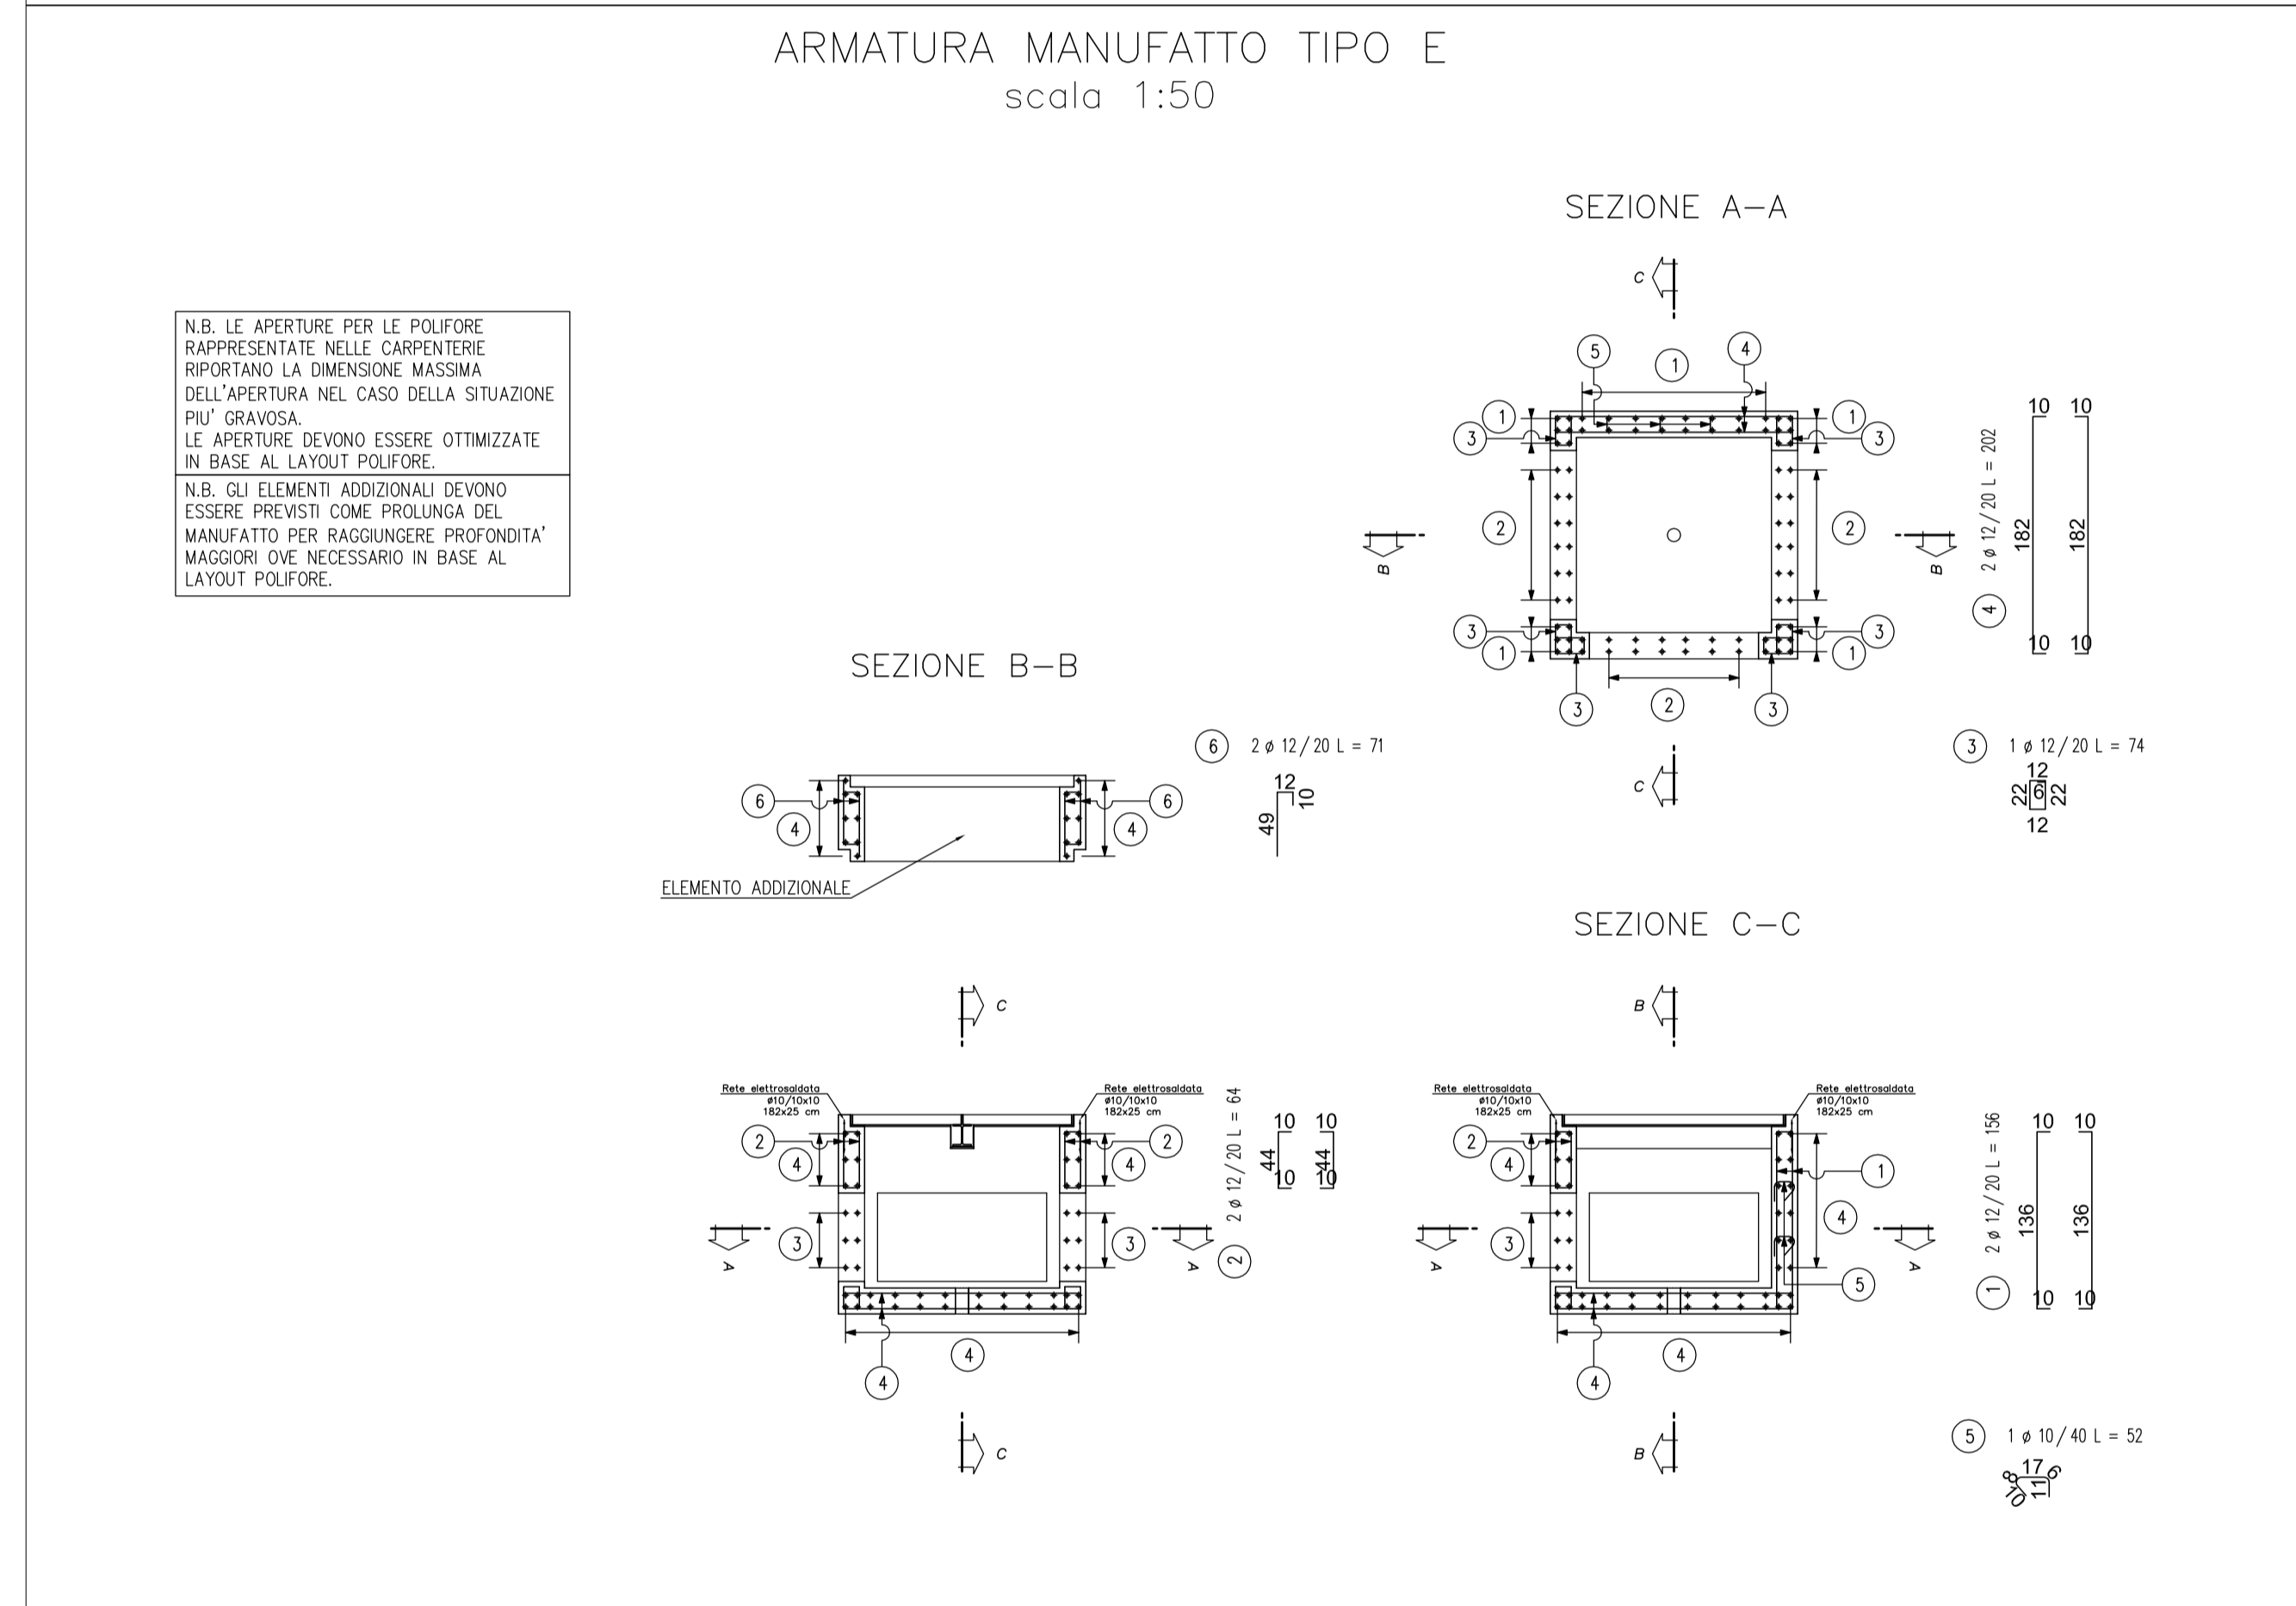 ARMATURA MANUFATTO TIPO E
scala 1:50
N.B. LE APERTURE PER LE POLIFORE
RAPPRESENTATE NELLE CARPENTERIE
RIPORTANO LA DIMENSIONE MASSIMA
DELL'APERTURA NEL CASO DELLA SITUAZIONE
PIU' GRAVOSA.
LE APERTURE DEVONO ESSERE OTTIMIZZATE
IN BASE AL LAYOUT POLIFORE.
N.B. GLI ELEMENTI ADDIZIONALI DEVONO
ESSERE PREVISTI COME PROLUNGA DEL
MANUFATTO PER RAGGIUNGERE PROFONDITA'
MAGGIORI OVE NECESSARIO IN BASE AL
LAYOUT POLIFORE.
SEZIONE A-A
C
5
1
4
1
1
3
3
2
2
B
B
3
3
1
1
3
2
3
C
4 2 ø 12/20 L = 202
10 10
182 182
10 10
3 1 ø 12/20 L = 74
12
22 6 22
12
SEZIONE B-B
6
6
4
4
ELEMENTO ADDIZIONALE
6 2 ø 12/20 L = 71
12
49
10
C
Rete elettrosaldata
ø10/10x10
182x25 cm
Rete elettrosaldata
ø10/10x10
182x25 cm
2
2
4
4
3
3
A
A
4
4
C
2 2 ø 12/20 L = 64
10 10
44 44
10 10
SEZIONE C-C
B
Rete elettrosaldata
ø10/10x10
182x25 cm
Rete elettrosaldata
ø10/10x10
182x25 cm
2
4
1
4
3
A
A
5
4
4
B
1 2 ø 12/20 L = 156
10 10
136 136
10 10
5 1 ø 10/40 L = 52
17
8 6
10 11